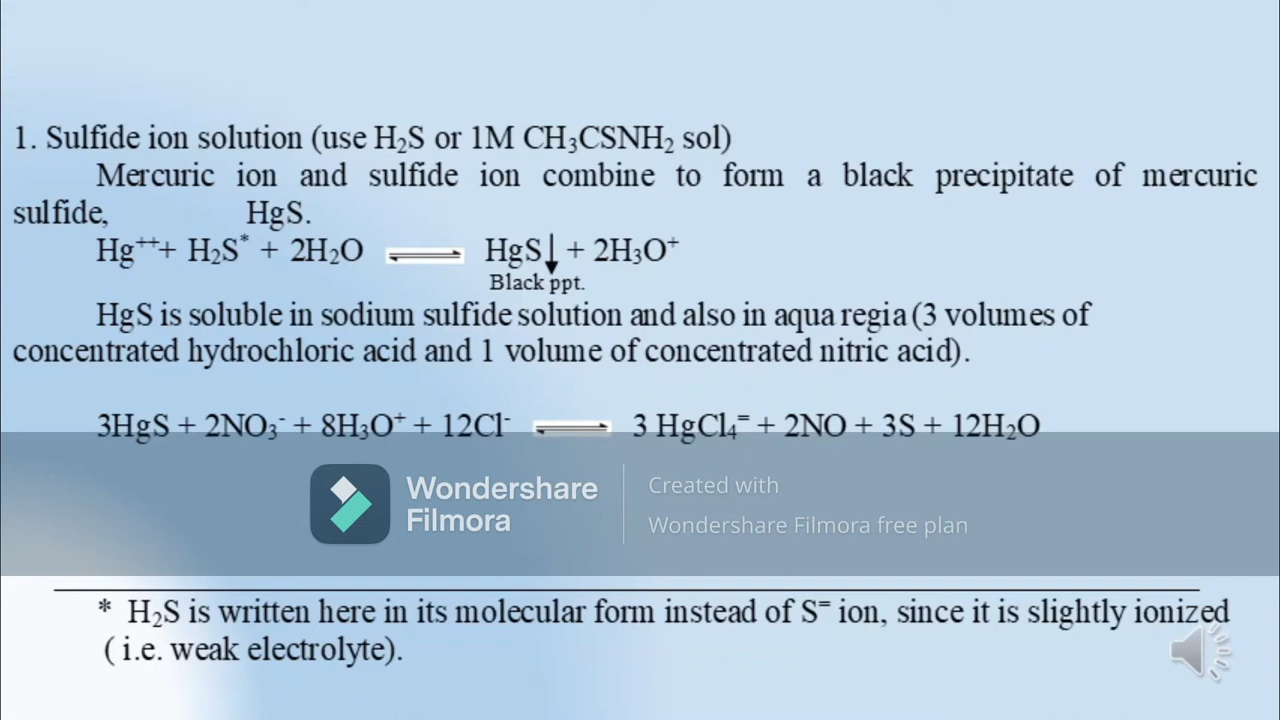 1. Sulfide ion solution (use H₂S or 1M CH₃CSNH₂ sol)
Mercuric ion and sulfide ion combine to form a black precipitate of mercuric
sulfide, HgS.
Hg⁺⁺+ H₂S* + 2H₂O ⇌ HgS↓ + 2H₃O⁺
Black ppt.
HgS is soluble in sodium sulfide solution and also in aqua regia (3 volumes of
concentrated hydrochloric acid and 1 volume of concentrated nitric acid).
3HgS + 2NO₃⁻ + 8H₃O⁺ + 12Cl⁻ ⇌ 3 HgCl₄⁼ + 2NO + 3S + 12H₂O
Wondershare
Filmora
Created with
Wondershare Filmora free plan
* H₂S is written here in its molecular form instead of S⁼ ion, since it is slightly ionized
( i.e. weak electrolyte).